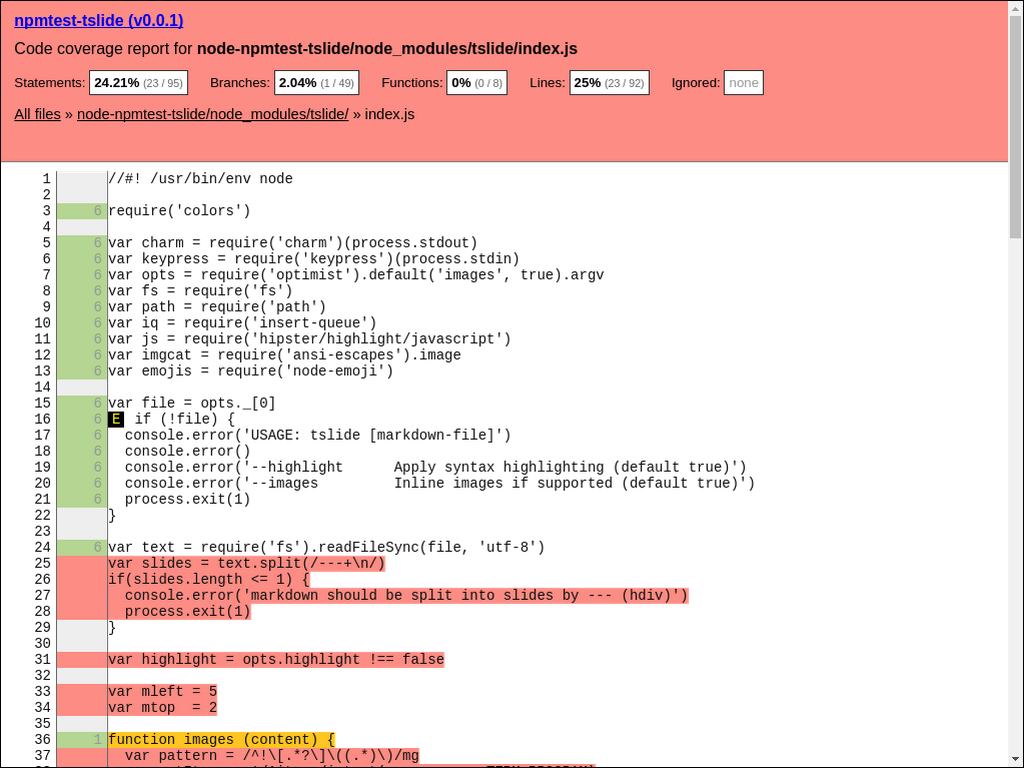 npmtest-tslide (v0.0.1)
Code coverage report for node-npmtest-tslide/node_modules/tslide/index.js
Statements: 24.21% (23 / 95) Branches: 2.04% (1 / 49) Functions: 0% (0 / 8) Lines: 25% (23 / 92) Ignored: none
All files » node-npmtest-tslide/node_modules/tslide/ » index.js
1 //#! /usr/bin/env node
2
3 6 require('colors')
4
5 6 var charm = require('charm')(process.stdout)
6 6 var keypress = require('keypress')(process.stdin)
7 6 var opts = require('optimist').default('images', true).argv
8 6 var fs = require('fs')
9 6 var path = require('path')
10 6 var iq = require('insert-queue')
11 6 var js = require('hipster/highlight/javascript')
12 6 var imgcat = require('ansi-escapes').image
13 6 var emojis = require('node-emoji')
14
15 6 var file = opts._[0]
16 6 E if (!file) {
17 6   console.error('USAGE: tslide [markdown-file]')
18 6   console.error()
19 6   console.error('--highlight      Apply syntax highlighting (default true)')
20 6   console.error('--images         Inline images if supported (default true)')
21 6   process.exit(1)
22 }
23
24 6 var text = require('fs').readFileSync(file, 'utf-8')
25 var slides = text.split(/---+\n/)
26 if(slides.length <= 1) {
27   console.error('markdown should be split into slides by --- (hdiv)')
28   process.exit(1)
29 }
30
31 var highlight = opts.highlight !== false
32
33 var mleft = 5
34 var mtop  = 2
35
36 1 function images (content) {
37   var pattern = /^!\[.*?\]\((.*)\)/mg